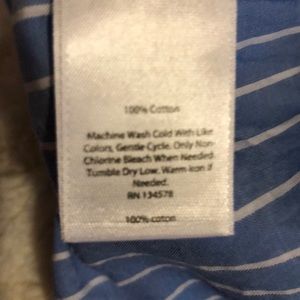 100% Cotton
Machine Wash Cold With Like
Colors, Gentle Cycle. Only Non-
Chlorine Bleach When Needed.
Tumble Dry Low. Warm Iron if
Needed.
RN 134578
100% cotton